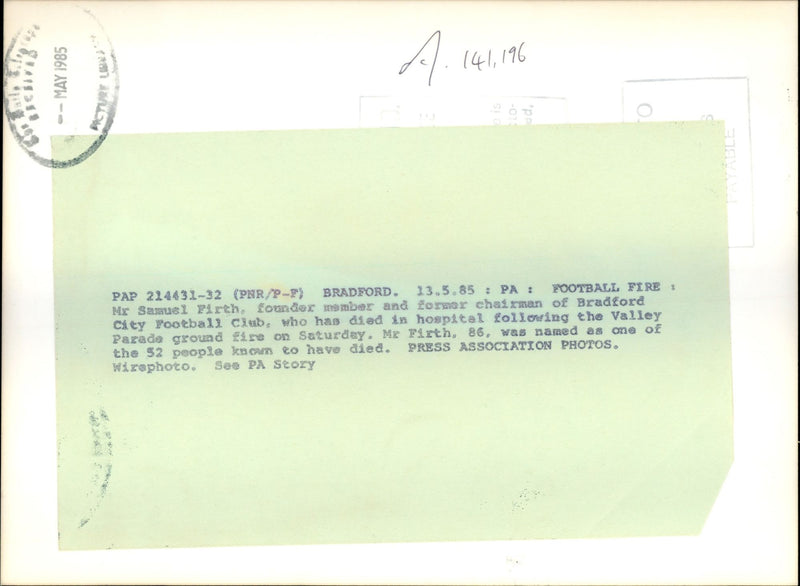 MAY 1985
PICTURE
141,196
TO
S
PAYABLE
PAP 214431-32 (PNR/P-F) BRADFORD. 13.5.85 : PA : FOOTBALL FIRE :
Mr Samuel Firth, founder member and former chairman of Bradford
City Football Club, who has died in hospital following the Valley
Parade ground fire on Saturday. Mr Firth, 86, was named as one of
the 52 people known to have died. PRESS ASSOCIATION PHOTOS.
Wirephoto. See PA Story